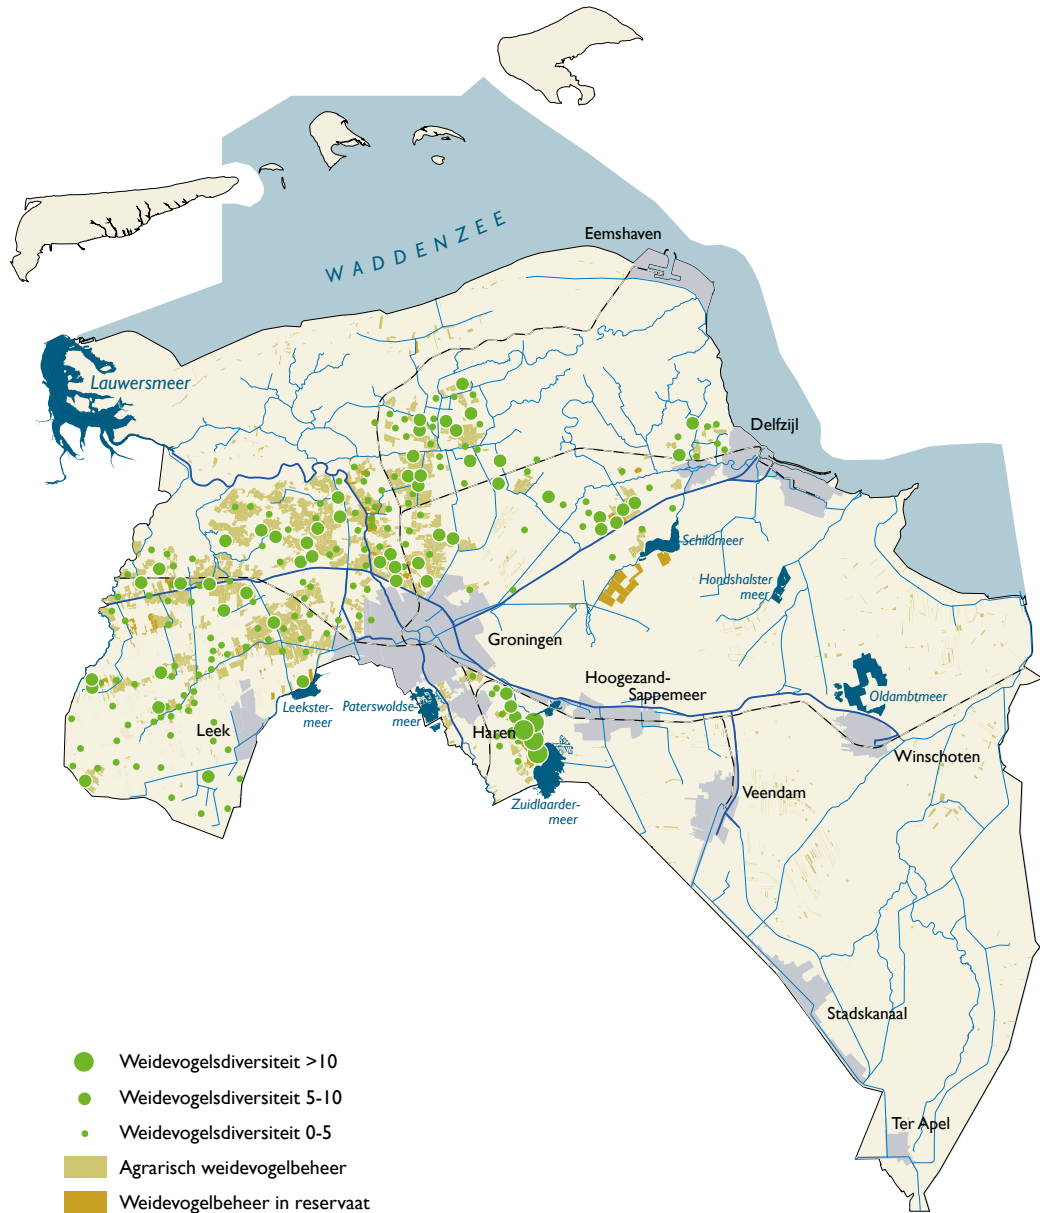 WADDENZEE
Eemshaven
Lauwersmeer
Delfzijl
Schildmeer
Hondshalster
meer
Groningen
Hoogezand-
Sappemeer
Oldambtmeer
Leekster-
meer
Paterswoldse-
meer
Leek
Haren
Winschoten
Zuidlaarder-
meer
Veendam
Stadskanaal
Ter Apel
Weidevogelsdiversiteit >10
Weidevogelsdiversiteit 5-10
Weidevogelsdiversiteit 0-5
Agrarisch weidevogelbeheer
Weidevogelbeheer in reservaat